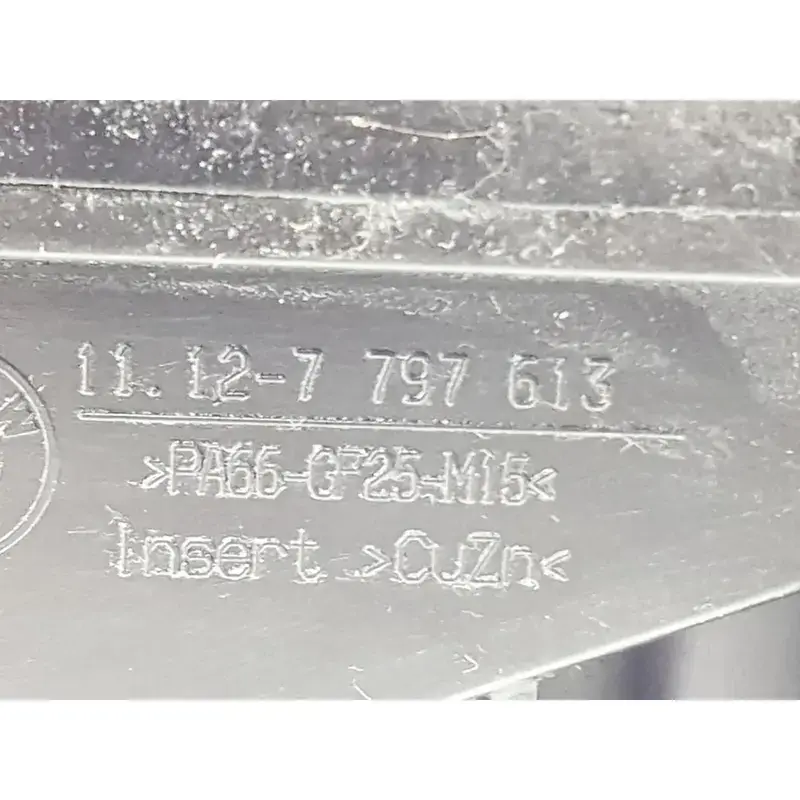 11.12-7 797 613
>PA66-GF25-M15<
Insert >CuZn<